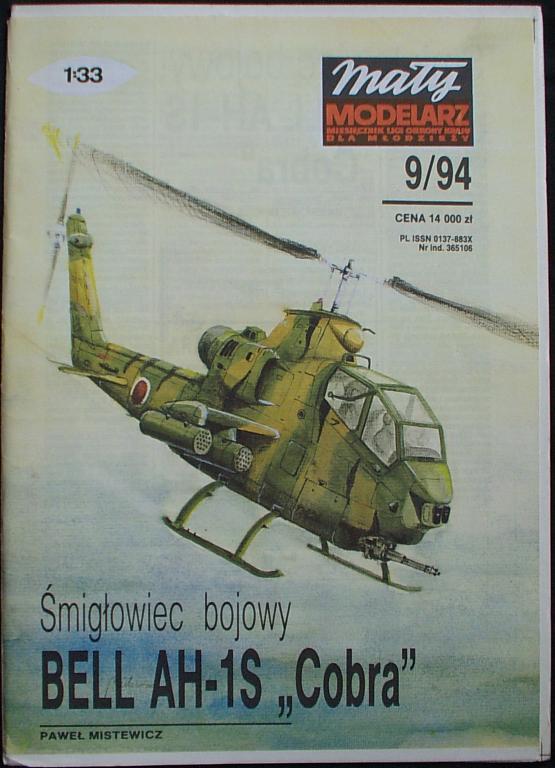 1:33
Mały
MODELARZ
MIESIĘCZNIK LIGI OBRONY KRAJU
DLA MŁODZIEŻY
9/94
CENA 14 000 zł
PL ISSN 0137-883X
Nr ind. 365106
Śmigłowiec bojowy
BELL AH-1S „Cobra”
PAWEŁ MISTEWICZ